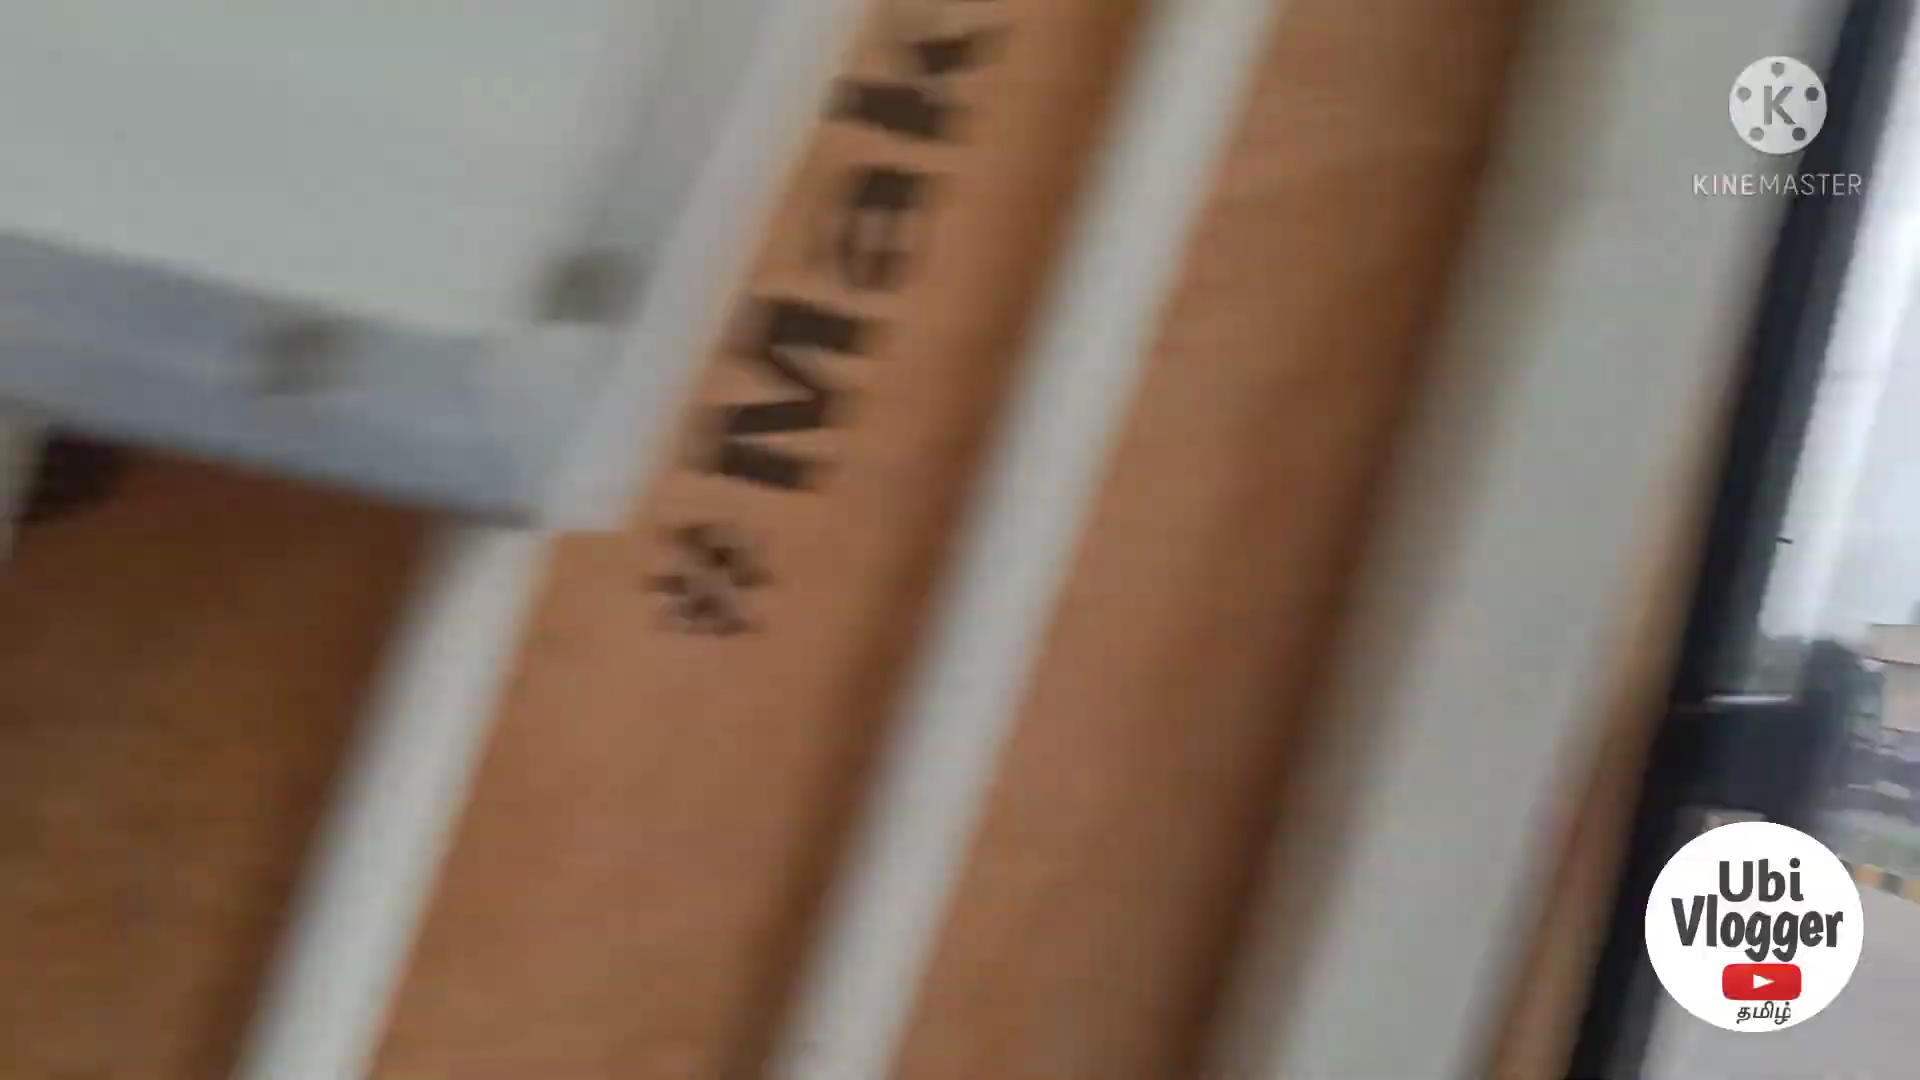 KINEMASTER
K
Ubi
Vlogger
தமிழ்